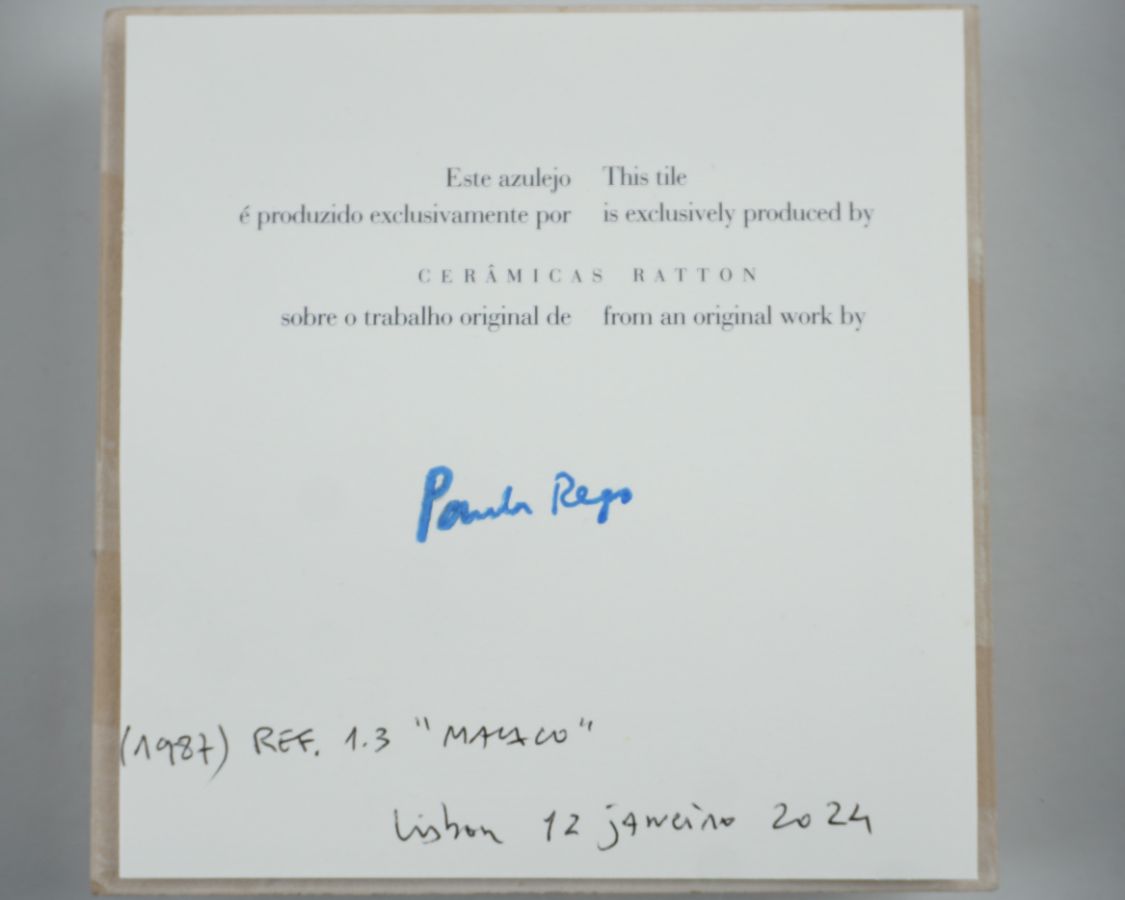 Este azulejo This tile
é produzido exclusivamente por is exclusively produced by
CERÂMICAS RATTON
sobre o trabalho original de from an original work by
Paula Rego
(1987) REF. 1.3 "MACACO"
Lisboa 12 janeiro 2024